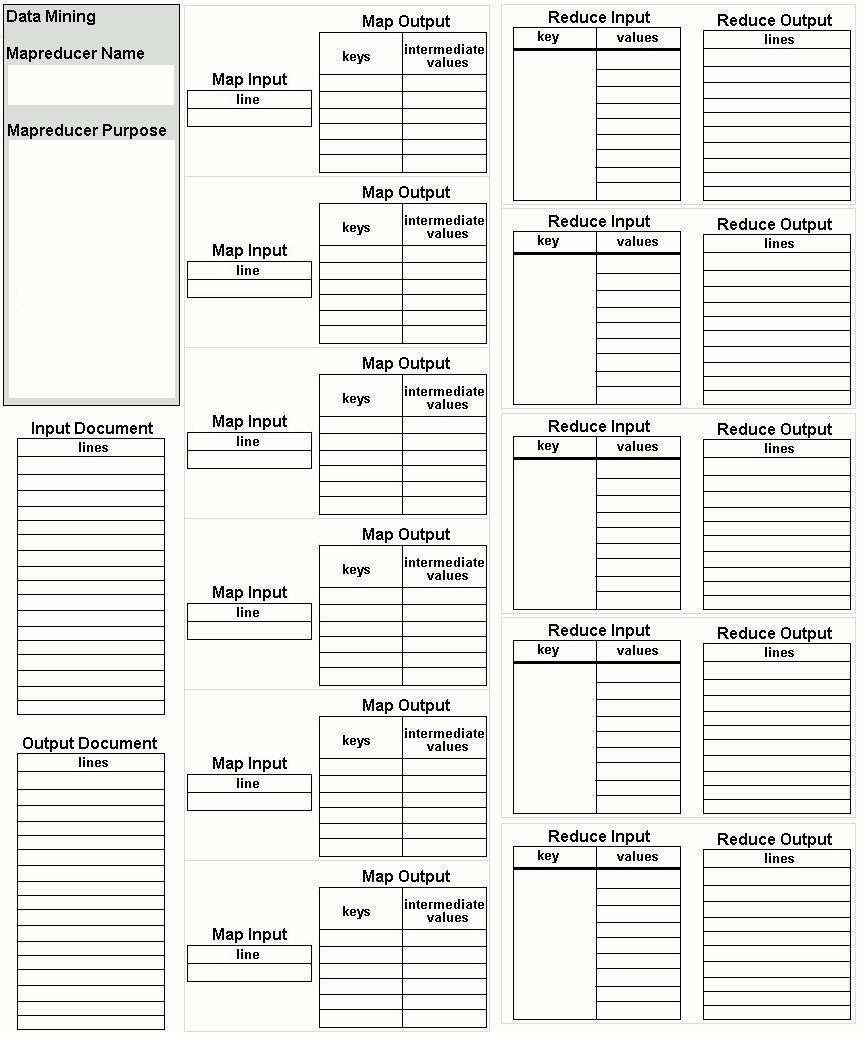 Data Mining
Mapreducer Name
Mapreducer Purpose
Input Document
lines
Output Document
lines
Map Input
line
Map Output
keys
intermediate
values
Map Input
line
Map Output
keys
intermediate
values
Map Input
line
Map Output
keys
intermediate
values
Map Input
line
Map Output
keys
intermediate
values
Map Input
line
Map Output
keys
intermediate
values
Map Input
line
Map Output
keys
intermediate
values
Reduce Input
key values
Reduce Output
lines
Reduce Input
key values
Reduce Output
lines
Reduce Input
key values
Reduce Output
lines
Reduce Input
key values
Reduce Output
lines
Reduce Input
key values
Reduce Output
lines